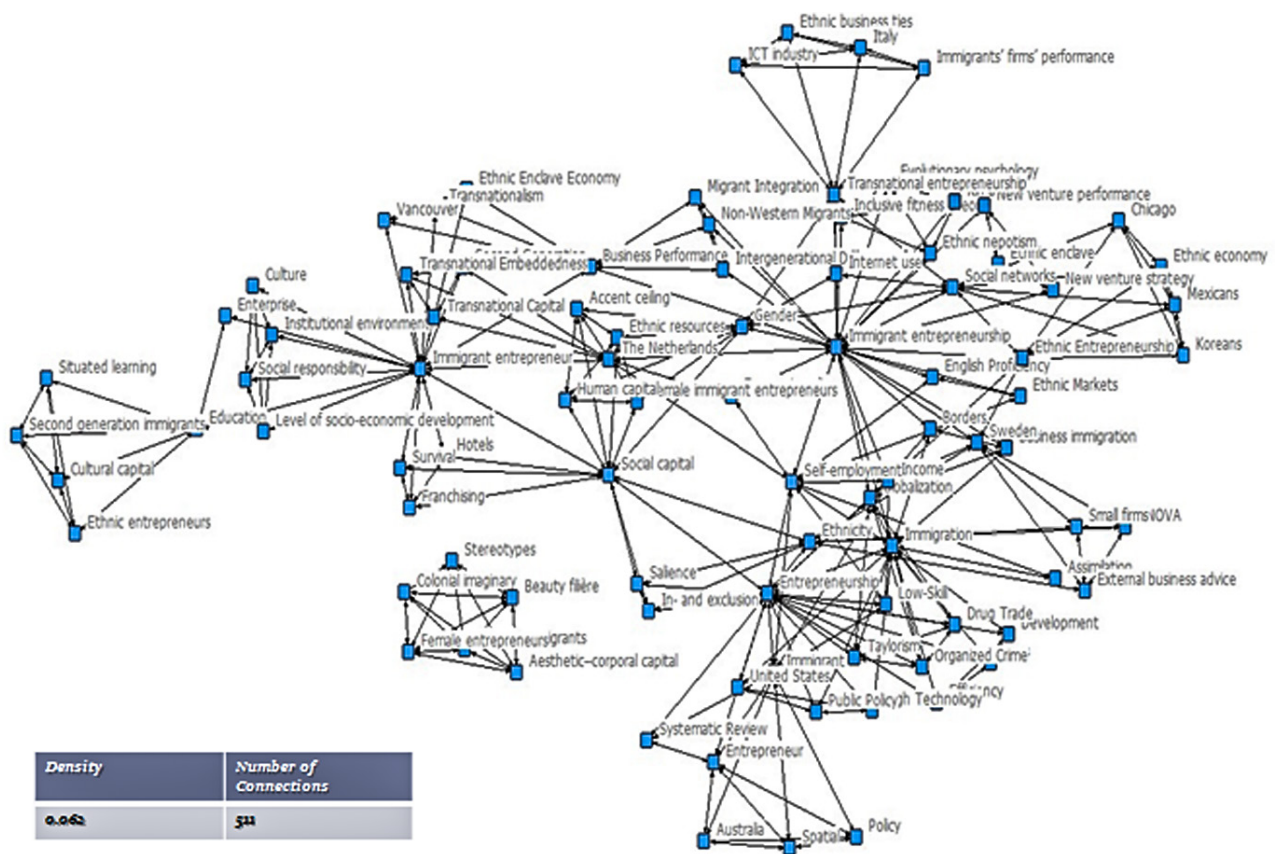 Ethnic business ties
Italy
ICT industry
Immigrants' firms' performance
Ethnic Enclave Economy
Transnationalism
Vancouver
Migrant Integration
Transnational entrepreneurship
Evolutionary psychology
New venture performance
Non-Western Migrants
Inclusive fitness
Chicago
Ethnic nepotism
Ethnic enclave
Ethnic economy
Transnational Embeddedness
Business Performance
Intergenerational
Internet use
Social networks
New venture strategy
Mexicans
Culture
Enterprise
Institutional environment
Transnational Capital
Accent ceiling
Ethnic resources
Gender
Immigrant entrepreneurship
The Netherlands
Ethnic Entrepreneurship
Koreans
Immigrant entrepreneur
Situated learning
Social responsibility
English Proficiency
Ethnic Markets
Human capital
immigrant entrepreneurs
Second generation immigrants
Education
Level of socio-economic development
Borders
Sweden
immigration
Hotels
Survival
Social capital
Self-employment
Income
Cultural capital
Franchising
Ethnic entrepreneurs
Small firms
Ethnicity
Immigration
Stereotypes
Assimilation
External business advice
Colonial imaginary
Beauty filière
Salience
Entrepreneurship
In- and exclusion
Low-Skill
Drug Trade
Development
Female entrepreneurs
Aesthetic–corporal capital
Taylorism
Organized Crime
Immigrant
United States
Public Policy
Technology
Systematic Review
Entrepreneur
Australia
Spatial
Policy
Density
Number of
Connections
0.062
511